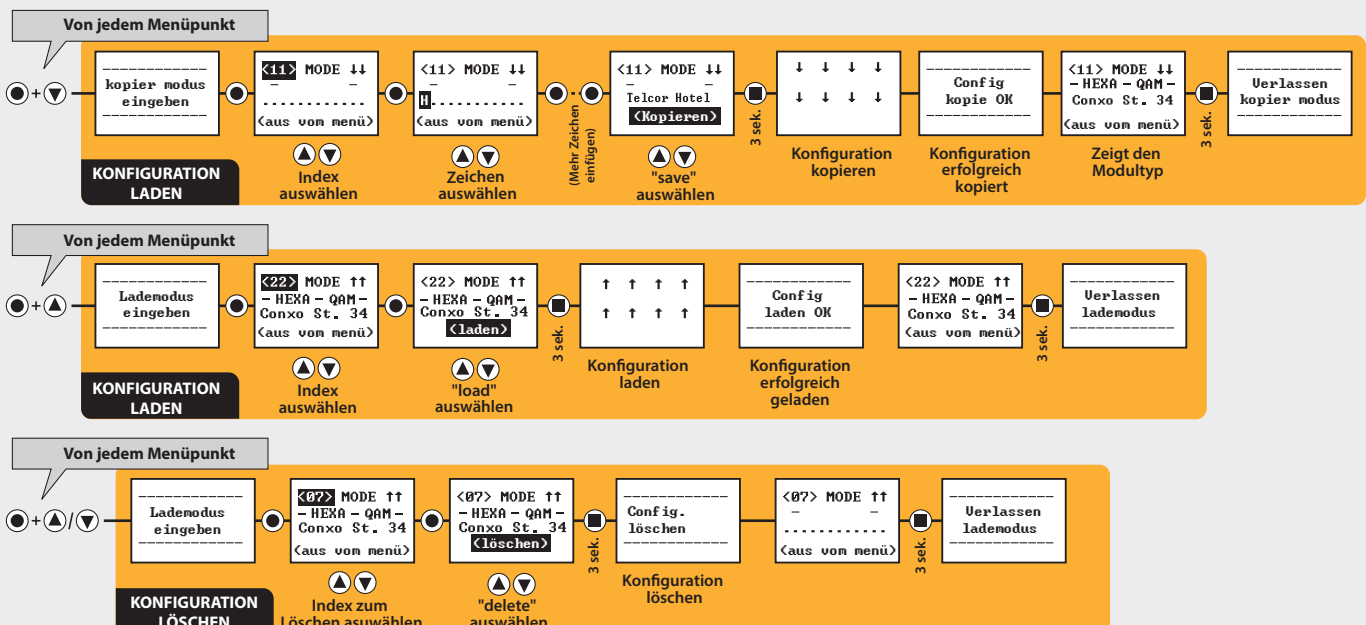 Von jedem Menüpunkt
+
kopier modus
eingeben
<11> MODE ↓↓
(aus vom menü)
<11> MODE ↓↓
H
(aus vom menü)
(Mehr Zeichen
einfügen)
<11> MODE ↓↓
Telcor Hotel
(Kopieren)
3 sek.
↓ ↓ ↓ ↓
↓ ↓ ↓ ↓
Config
kopie OK
<11> MODE ↓↓
- HEXA - QAM -
Conxo St. 34
(aus vom menü)
3 sek.
Verlassen
kopier modus
KONFIGURATION
LADEN
Index
auswählen
Zeichen
auswählen
"save"
auswählen
Konfiguration
kopieren
Konfiguration
erfolgreich
kopiert
Zeigt den
Modultyp
Von jedem Menüpunkt
+
Lademodus
eingeben
<22> MODE ↑↑
- HEXA - QAM -
Conxo St. 34
(aus vom menü)
<22> MODE ↑↑
- HEXA - QAM -
Conxo St. 34
(laden)
3 sek.
↑ ↑ ↑ ↑
↑ ↑ ↑ ↑
Config
laden OK
<22> MODE ↑↑
- HEXA - QAM -
Conxo St. 34
(aus vom menü)
3 sek.
Verlassen
lademodus
KONFIGURATION
LADEN
Index
auswählen
"load"
auswählen
Konfiguration
laden
Konfiguration
erfolgreich
geladen
Von jedem Menüpunkt
+ /
Lademodus
eingeben
<07> MODE ↑↑
- HEXA - QAM -
Conxo St. 34
(aus vom menü)
<07> MODE ↑↑
- HEXA - QAM -
Conxo St. 34
(löschen)
3 sek.
Config.
löschen
<07> MODE ↑↑
(aus vom menü)
3 sek.
Verlassen
lademodus
KONFIGURATION
LÖSCHEN
Index zum
Löschen asuwählen
"delete"
auswählen
Konfiguration
löschen